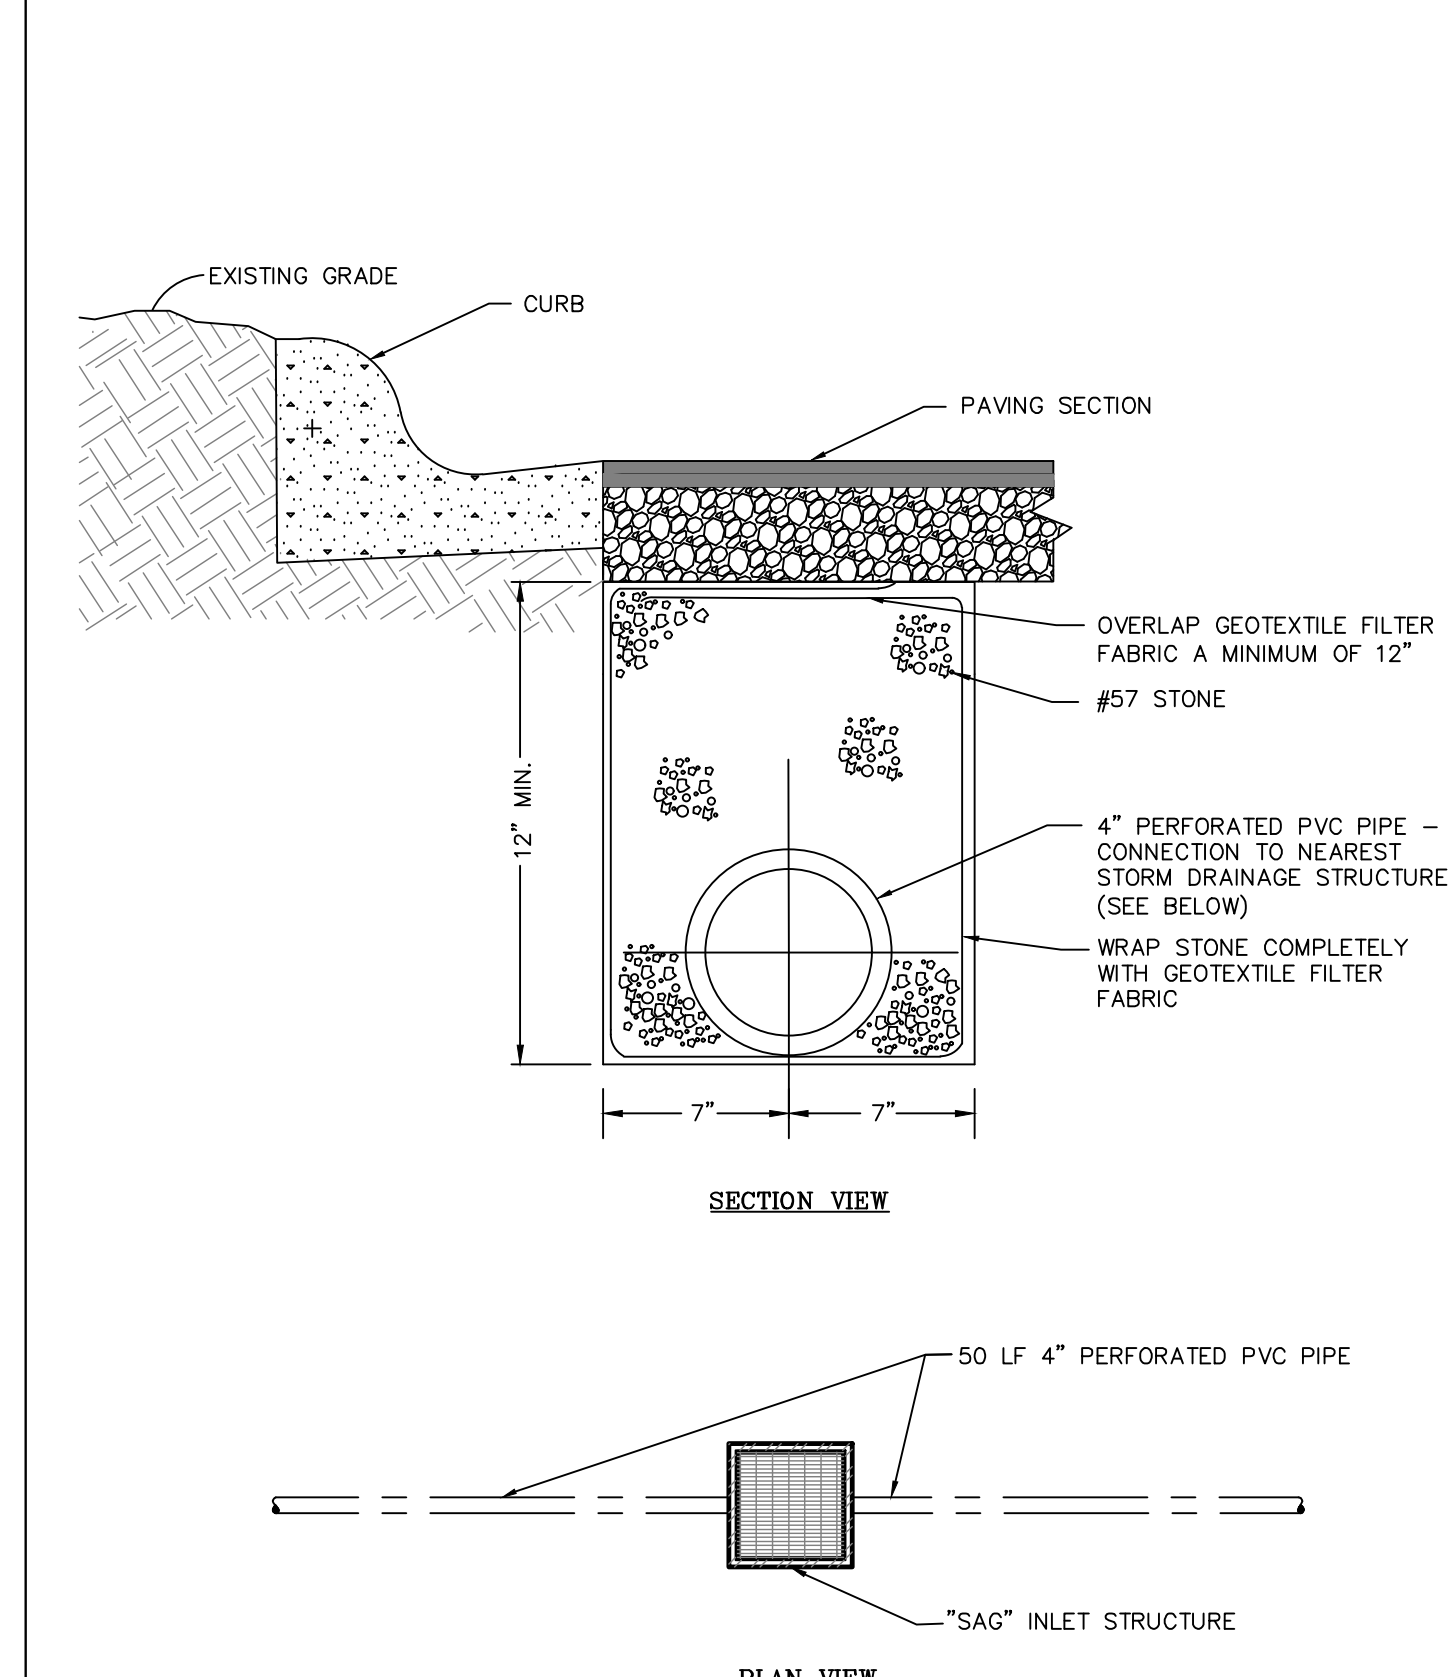 EXISTING GRADE
CURB
PAVING SECTION
OVERLAP GEOTEXTILE FILTER
FABRIC A MINIMUM OF 12"
#57 STONE
12" MIN.
4" PERFORATED PVC PIPE –
CONNECTION TO NEAREST
STORM DRAINAGE STRUCTURE
(SEE BELOW)
WRAP STONE COMPLETELY
WITH GEOTEXTILE FILTER
FABRIC
7"
7"
SECTION VIEW
50 LF 4" PERFORATED PVC PIPE
"SAG" INLET STRUCTURE
PLAN VIEW